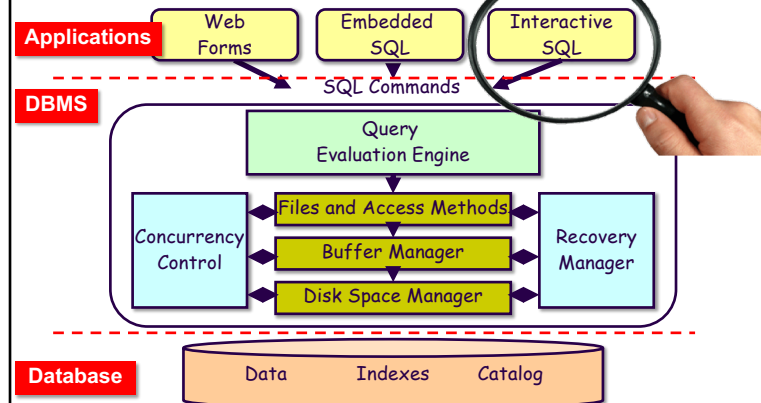 Applications
Web
Forms
Embedded
SQL
Interactive
SQL
SQL Commands
DBMS
Query
Evaluation Engine
Concurrency
Control
Files and Access Methods
Buffer Manager
Disk Space Manager
Recovery
Manager
Database
Data Indexes Catalog